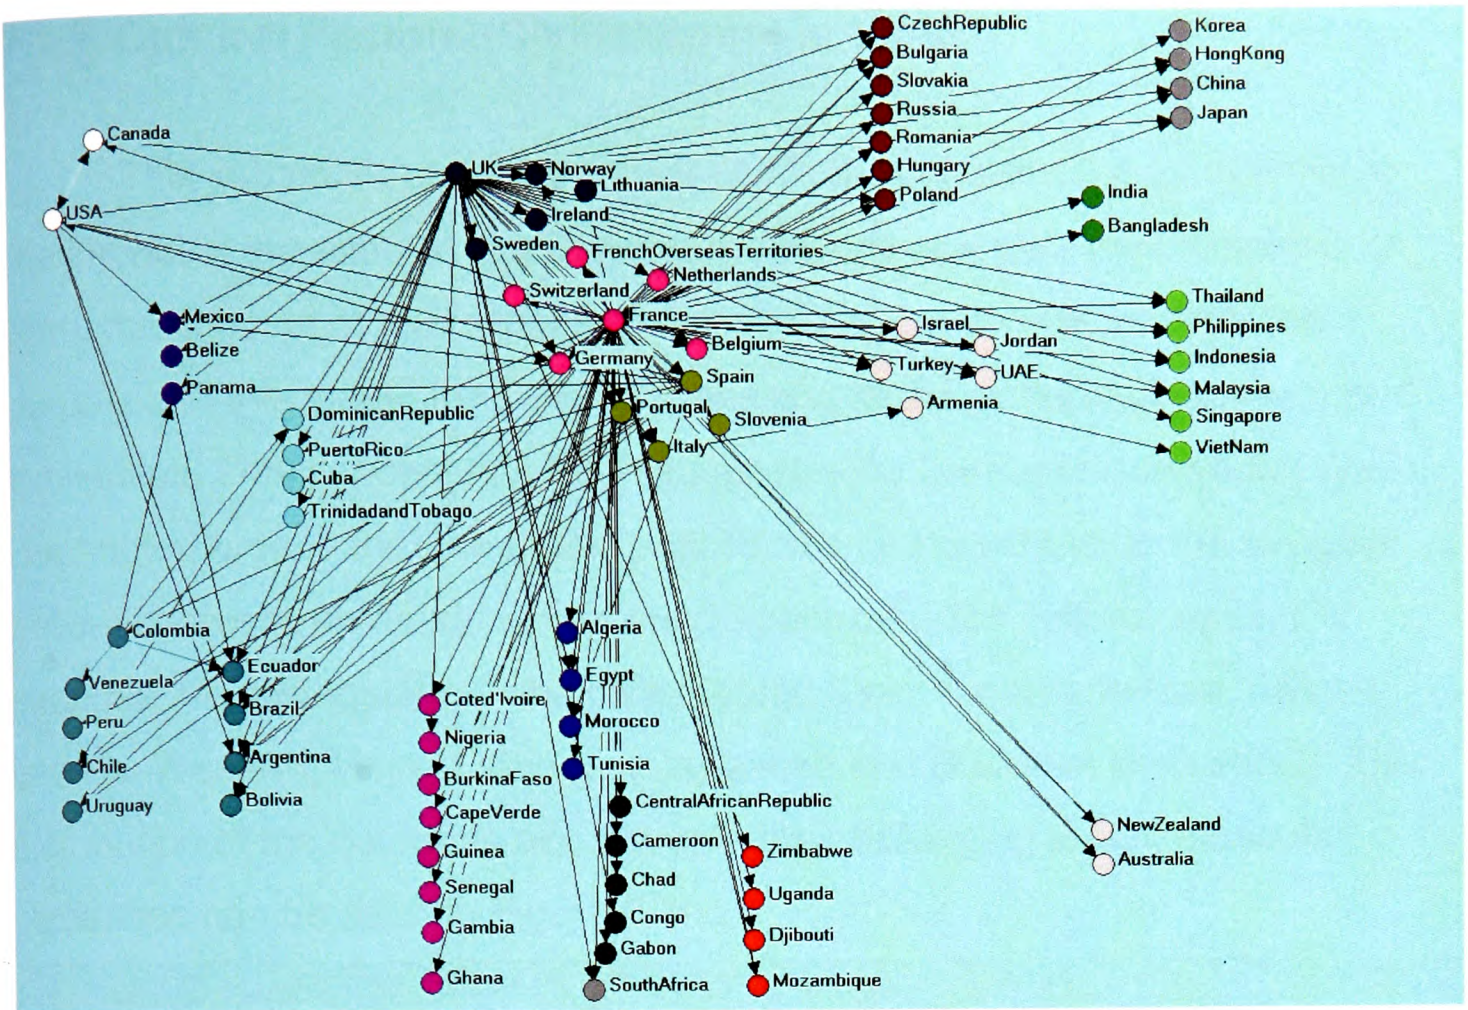 CzechRepublic
Bulgaria
Slovakia
Russia
Romania
Hungary
Poland
Korea
HongKong
China
Japan
Canada
USA
UK
Norway
Lithuania
Ireland
Sweden
FrenchOverseasTerritories
Netherlands
Switzerland
France
Belgium
Germany
India
Bangladesh
Thailand
Philippines
Indonesia
Malaysia
Singapore
VietNam
Israel
Jordan
Turkey
UAE
Armenia
Mexico
Belize
Panama
Spain
Portugal
Slovenia
Italy
DominicanRepublic
PuertoRico
Cuba
TrinidadandTobago
Colombia
Venezuela
Peru
Chile
Uruguay
Ecuador
Brazil
Argentina
Bolivia
Coted'Ivoire
Nigeria
BurkinaFaso
CapeVerde
Guinea
Senegal
Gambia
Ghana
Algeria
Egypt
Morocco
Tunisia
CentralAfricanRepublic
Cameroon
Chad
Congo
Gabon
SouthAfrica
Zimbabwe
Uganda
Djibouti
Mozambique
NewZealand
Australia